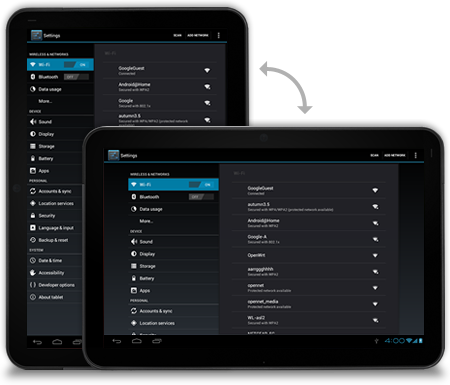 Settings
SCAN
ADD NETWORK
WIRELESS & NETWORKS
Wi-Fi
ON
Bluetooth
OFF
Data usage
More...
DEVICE
Sound
Display
Storage
Battery
Apps
PERSONAL
Accounts & sync
Location services
Security
Language & input
Backup & reset
SYSTEM
Date & time
Accessibility
Developer options
About tablet
Wi-Fi
GoogleGuest
Connected
Android@Home
Secured with WPA2
Google
Secured with 802.1x
autumn3.5
Secured with WPA/WPA2 (protected network available)
Settings
SCAN
ADD NETWORK
WIRELESS & NETWORKS
Wi-Fi
ON
Bluetooth
OFF
Data usage
More...
DEVICE
Sound
Display
Storage
Battery
Apps
PERSONAL
Accounts & sync
Location services
Wi-Fi
GoogleGuest
Connected
autumn3.5
Secured with WPA/WPA2 (protected network available)
Android@Home
Secured with WPA2
Google-A
Secured with 802.1x
OpenWrt
aanggghhhh
Secured with WPA2
opennet
Protected network available
opennet_media
Protected network available
WL-asl2
Secured with WPA2
4:00